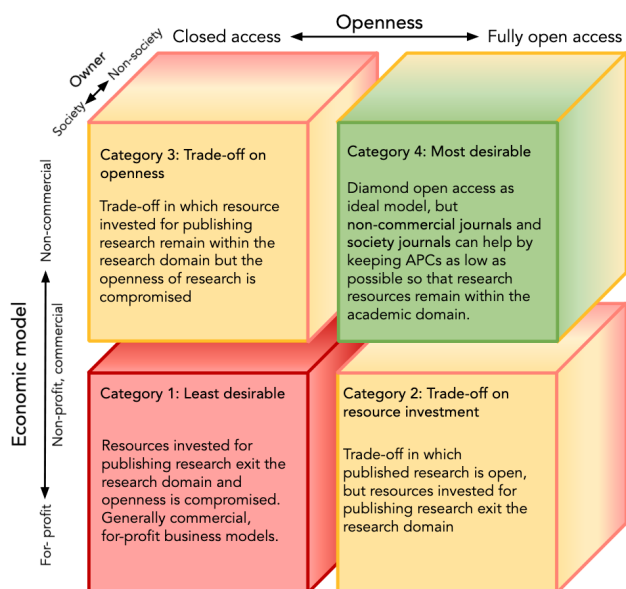 Openness
Closed access
Fully open access
Owner
Society
Non-society
Economic model
Non-commercial
Non-profit, commercial
For- profit
Category 3: Trade-off on
openness
Trade-off in which resource
invested for publishing
research remain within the
research domain but the
openness of research is
compromised
Category 4: Most desirable
Diamond open access as
ideal model, but
non-commercial journals and
society journals can help by
keeping APCs as low as
possible so that research
resources remain within the
academic domain.
Category 1: Least desirable
Resources invested for
publishing research exit the
research domain and
openness is compromised.
Generally commercial,
for-profit business models.
Category 2: Trade-off on
resource investment
Trade-off in which
published research is open,
but resources invested for
publishing research exit the
research domain